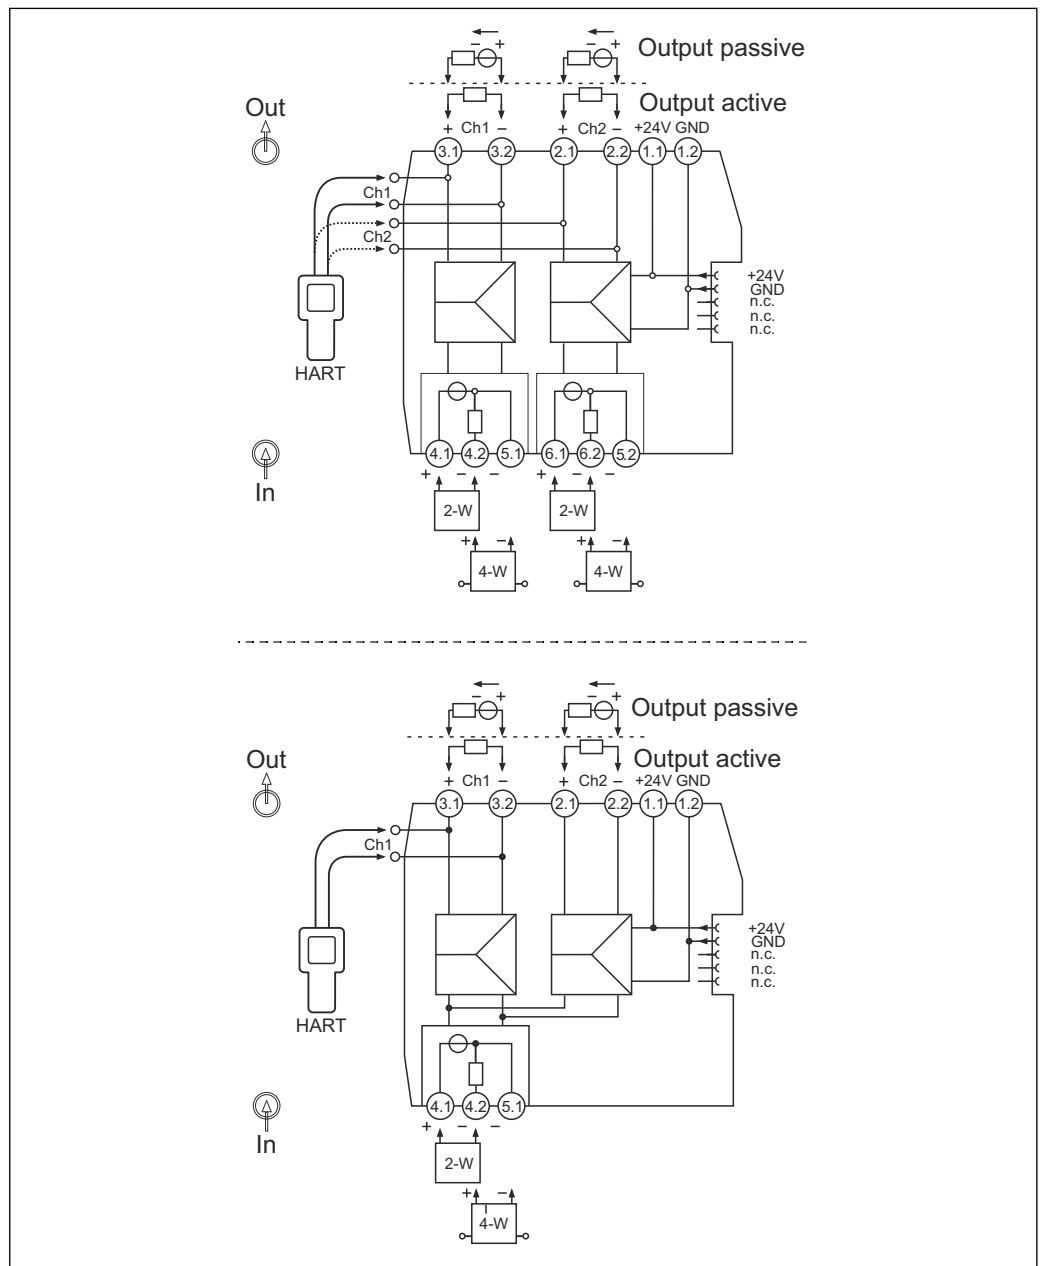 − +
− +
Output passive
Output active
Out
+ Ch1 −
+ Ch2 −
+24V GND
3.1 3.2 2.1 2.2 1.1 1.2
Ch1
Ch2
+24V
GND
n.c.
n.c.
n.c.
HART
4.1 4.2 5.1 6.1 6.2 5.2
+ − − + − −
In
2-W 2-W
+ − + −
4-W 4-W
− +
− +
Output passive
Output active
Out
+ Ch1 −
+ Ch2 −
+24V GND
3.1 3.2 2.1 2.2 1.1 1.2
Ch1
+24V
GND
n.c.
n.c.
n.c.
HART
4.1 4.2 5.1
+ − −
In
2-W
+ −
4-W